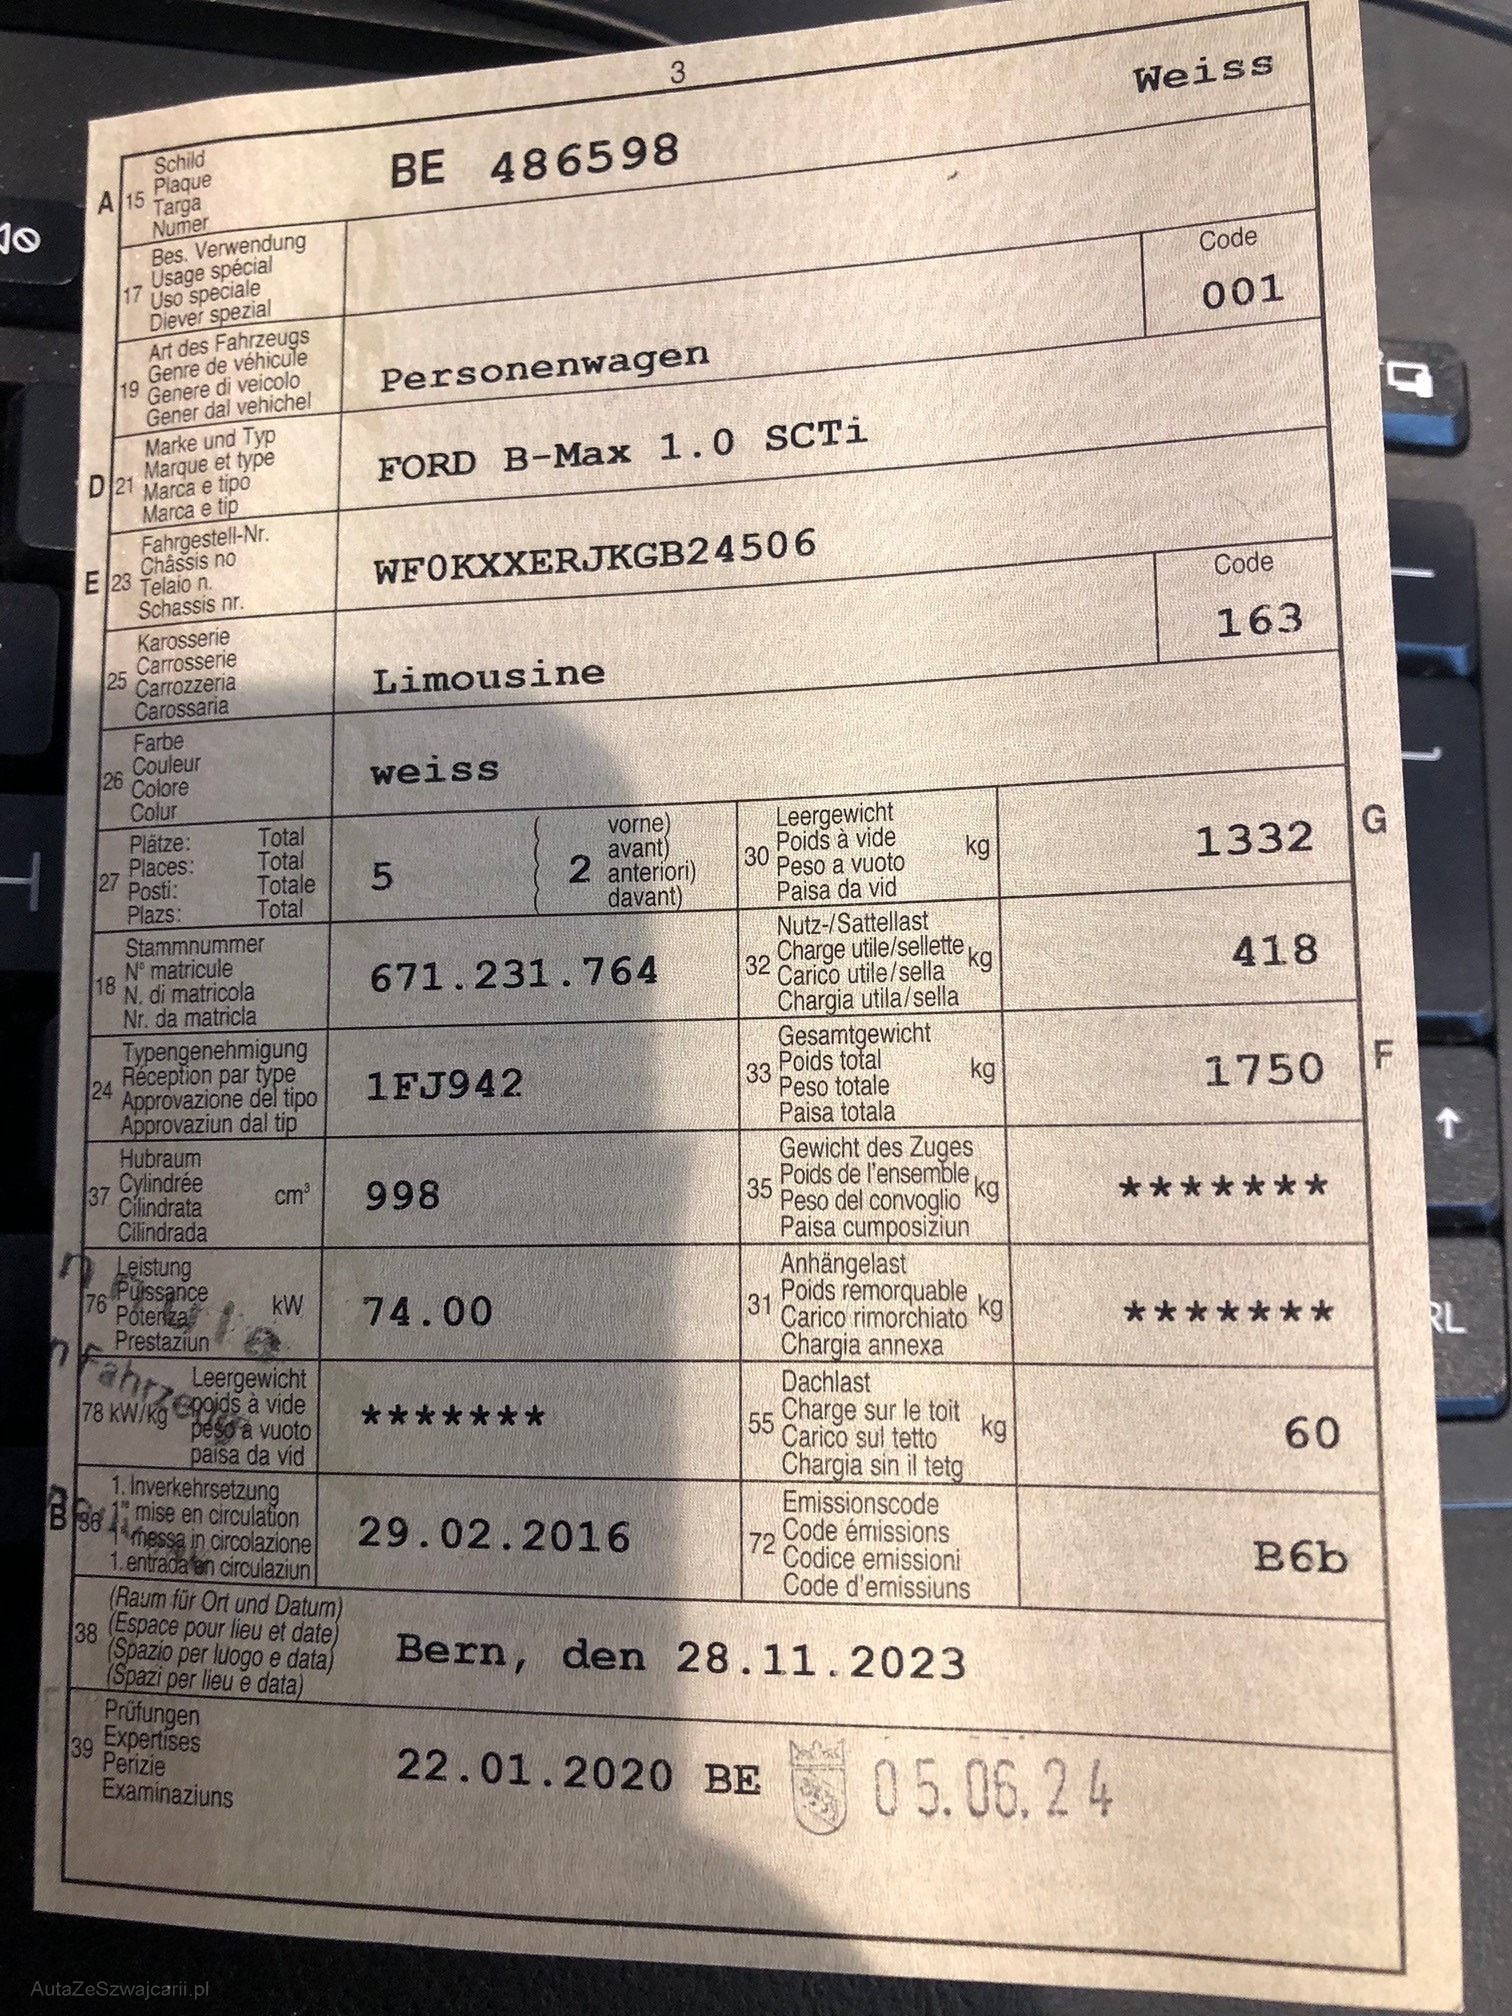 3
Weiss
A 15 Schild
Plaque
Targa
Numer
BE 486598
17 Bes. Verwendung
Usage spécial
Uso speciale
Diever spezial
19 Art des Fahrzeugs
Genre de véhicule
Genere di veicolo
Gener dal vehichel
Personenwagen
Code
001
D 21 Marke und Typ
Marque et type
Marca e tipo
Marca e tip
FORD B-Max 1.0 SCTi
E 23 Fahrgestell-Nr.
Châssis no
Telaio n.
Schassis nr.
WF0KXXERJKGB24506
25 Karosserie
Carrosserie
Carrozzeria
Carossaria
Limousine
Code
163
26 Farbe
Couleur
Colore
Colur
weiss
27 Plätze: Total
Places: Total
Posti: Totale
Plazs: Total
5
2
vorne)
avant)
anteriori)
davant)
30 Leergewicht
Poids à vide
Peso a vuoto
Paisa da vid
kg
1332
G
18 Stammnummer
N° matricule
N. di matricola
Nr. da matricla
671.231.764
32 Nutz-/Sattellast
Charge utile/sellette
Carico utile/sella
Chargia utila/sella
kg
418
24 Typengenehmigung
Réception par type
Approvazione del tipo
Approvaziun dal tip
1FJ942
33 Gesamtgewicht
Poids total
Peso totale
Paisa totala
kg
1750
F
37 Hubraum
Cylindrée
Cilindrata
Cilindrada
cm³
998
35 Gewicht des Zuges
Poids de l'ensemble
Peso del convoglio
Paisa cumposiziun
kg
*******
76 Leistung
Puissance
Potenza
Prestaziun
kW
74.00
31 Anhängelast
Poids remorquable
Carico rimorchiato
Chargia annexa
kg
*******
78 kW/kg
Leergewicht
poids à vide
peso a vuoto
paisa da vid
*******
55 Dachlast
Charge sur le toit
Carico sul tetto
Chargia sin il tetg
kg
60
B 36 1. Inverkehrsetzung
1re mise en circulation
1a messa in circolazione
1. entrada en circulaziun
29.02.2016
72 Emissionscode
Code émissions
Codice emissioni
Code d'emissiuns
B6b
38 (Raum für Ort und Datum)
(Espace pour lieu et date)
(Spazio per luogo e data)
(Spazi per lieu e data)
Bern, den 28.11.2023
39 Prüfungen
Expertises
Perizie
Examinaziuns
22.01.2020 BE
05.06.24
RL
AutaZeSzwajcarii.pl